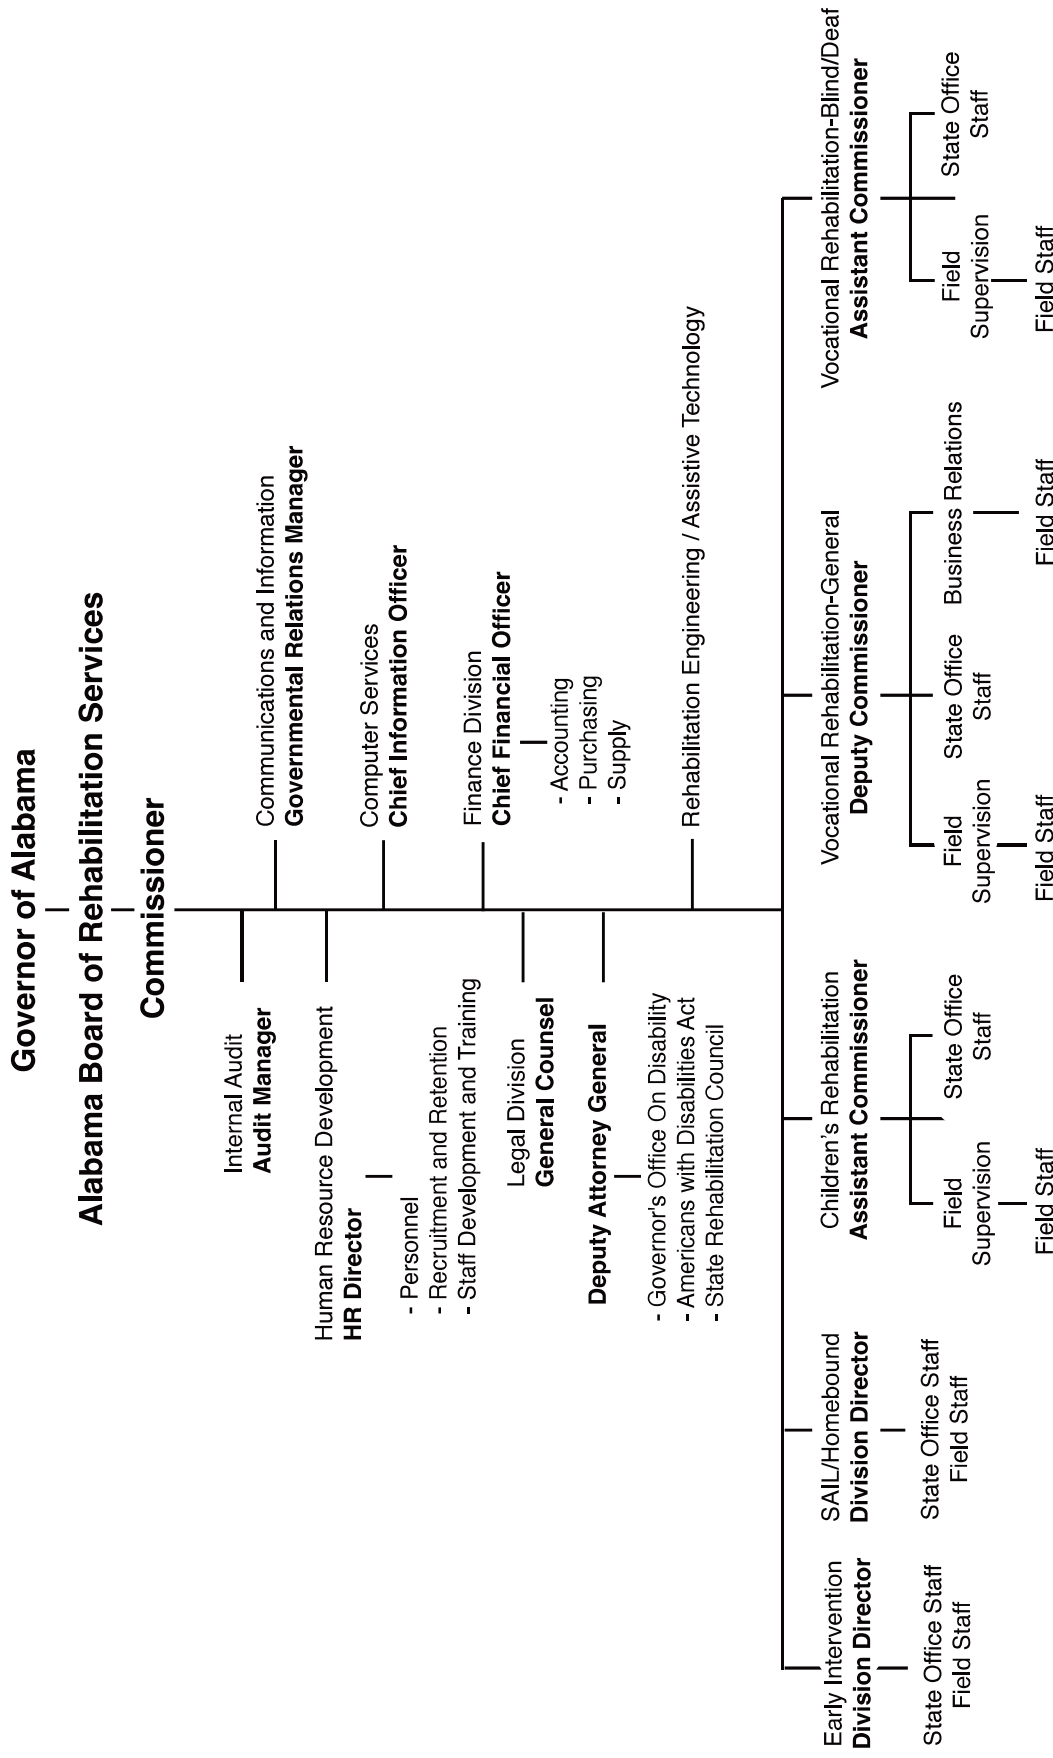 Governor of Alabama
Alabama Board of Rehabilitation Services
Commissioner
Internal Audit
Audit Manager
Communications and Information
Governmental Relations Manager
Human Resource Development
HR Director
- Personnel
- Recruitment and Retention
- Staff Development and Training
Computer Services
Chief Information Officer
Finance Division
Chief Financial Officer
- Accounting
- Purchasing
- Supply
Legal Division
General Counsel
Deputy Attorney General
- Governor's Office On Disability
- Americans with Disabilities Act
- State Rehabilitation Council
Rehabilitation Engineering / Assistive Technology
Early Intervention
Division Director
State Office Staff
Field Staff
SAIL/Homebound
Division Director
State Office Staff
Field Staff
Children's Rehabilitation
Assistant Commissioner
Field
Supervision
Field Staff
State Office
Staff
Vocational Rehabilitation-General
Deputy Commissioner
Field
Supervision
Field Staff
State Office
Staff
Business Relations
Field Staff
Vocational Rehabilitation-Blind/Deaf
Assistant Commissioner
Field
Supervision
Field Staff
State Office
Staff